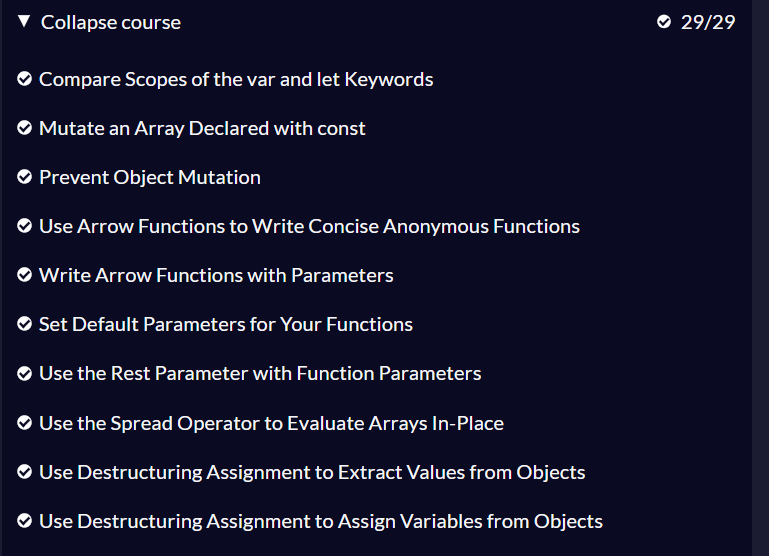 Collapse course 29/29
Compare Scopes of the var and let Keywords
Mutate an Array Declared with const
Prevent Object Mutation
Use Arrow Functions to Write Concise Anonymous Functions
Write Arrow Functions with Parameters
Set Default Parameters for Your Functions
Use the Rest Parameter with Function Parameters
Use the Spread Operator to Evaluate Arrays In-Place
Use Destructuring Assignment to Extract Values from Objects
Use Destructuring Assignment to Assign Variables from Objects